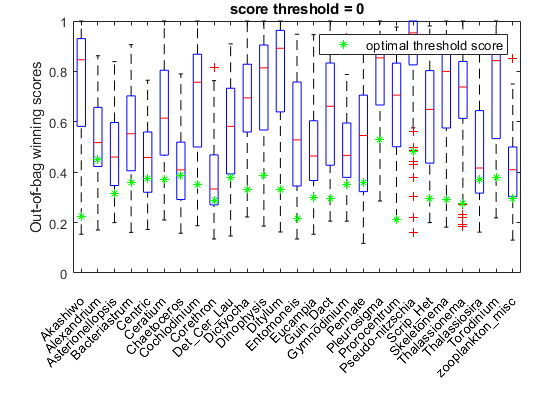 score threshold = 0
optimal threshold score
Out-of-bag winning scores
1
0.8
0.6
0.4
0.2
0
Akashiwo
Alexandrium
Asterionellopsis
Bacteriastrum
Centric
Ceratium
Chaetoceros
Cochlodinium
Corethron
Det_Cer_Lau
Dictyocha
Dinophysis
Ditylum
Entomoneis
Eucampia
Guin_Dact
Gymnodinium
Pennate
Pleurosigma
Prorocentrum
Pseudo-nitzschia
Scrip_Het
Skeletonema
Thalassionema
Thalassiosira
Torodinium
zooplankton_misc